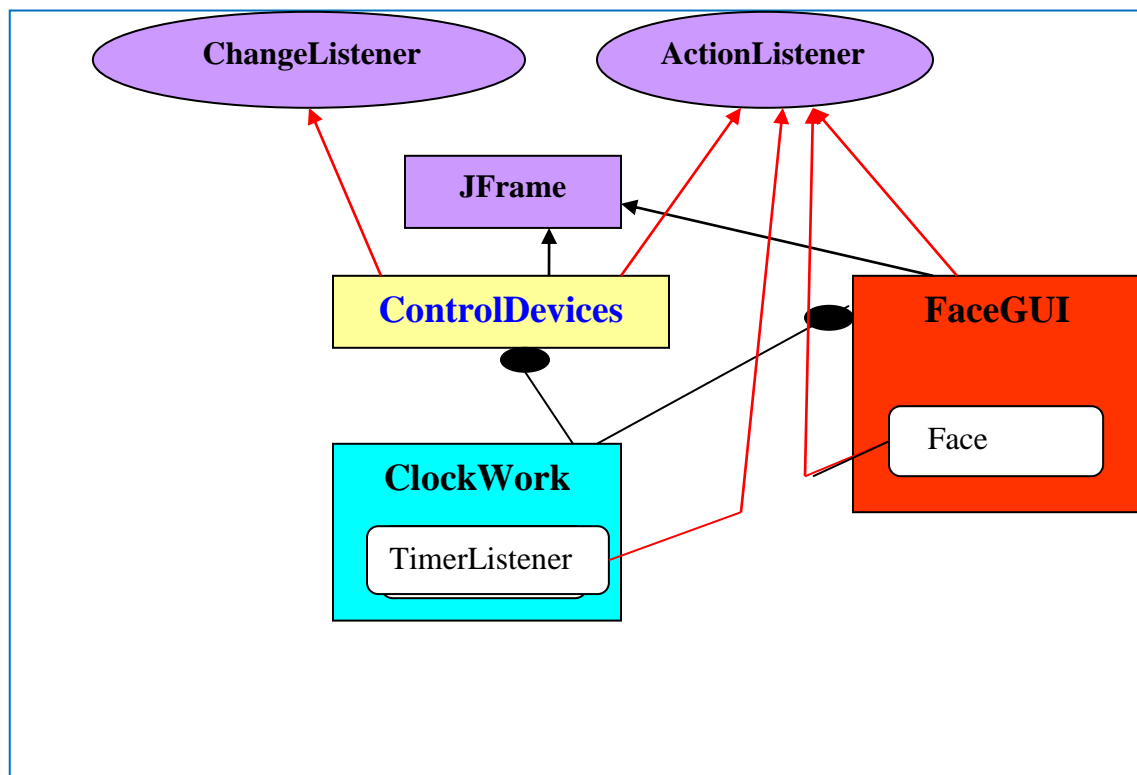 ChangeListener
ActionListener
JFrame
ControlDevices
FaceGUI
Face
ClockWork
TimerListener